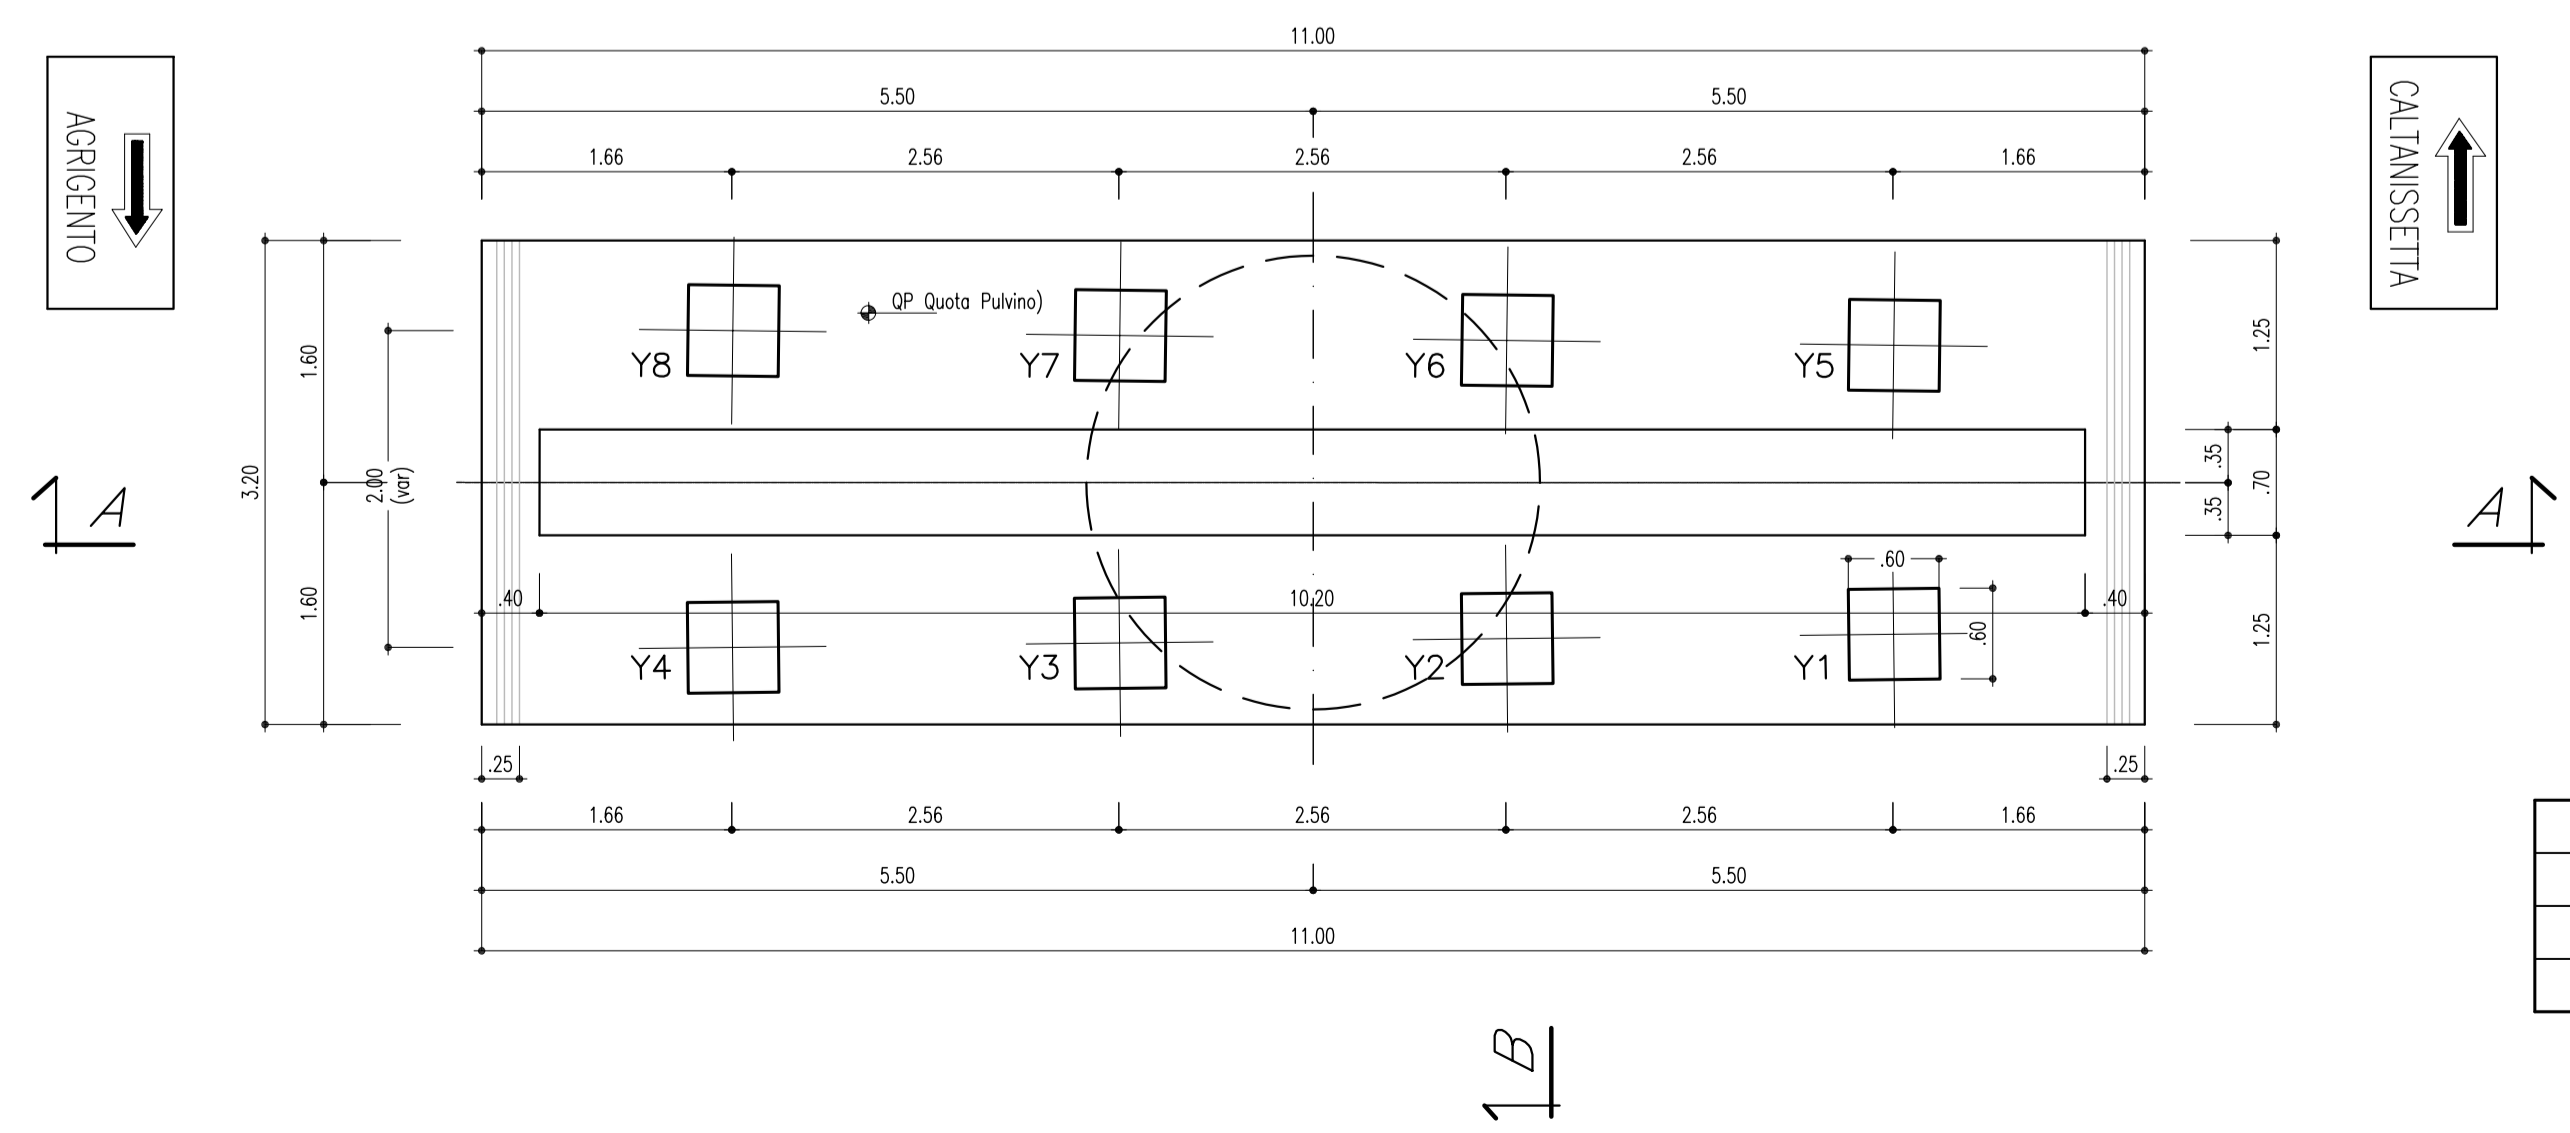 11.00
5.50 5.50
1.66 2.56 2.56 2.56 1.66
AGRIGENTO
CALTANISSETTA
QP Quota Pulvino)
Y8 Y7 Y6 Y5
1.60
1.25
3.20
2.00
(var)
.35
.70
.35
A
A
.60
.40 10.20 .40
1.60
.60
1.25
Y4 Y3 Y2 Y1
.25 .25
1.66 2.56 2.56 2.56 1.66
5.50 5.50
11.00
B